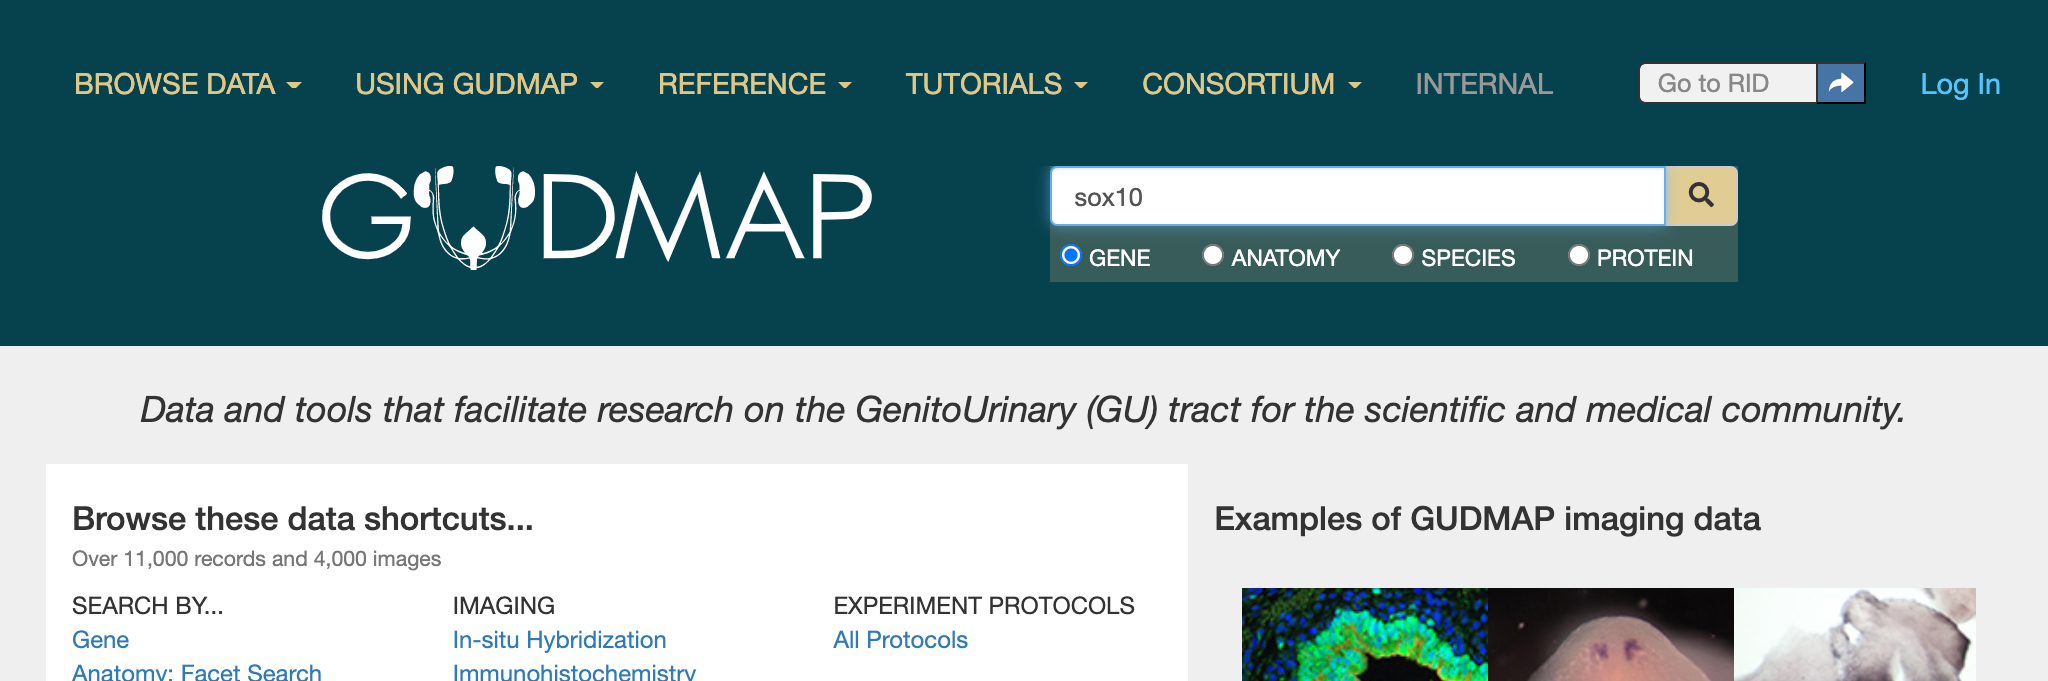 BROWSE DATA USING GUDMAP REFERENCE TUTORIALS CONSORTIUM INTERNAL Go to RID Log In
GUDMAP
sox10
GENE ANATOMY SPECIES PROTEIN
Data and tools that facilitate research on the GenitoUrinary (GU) tract for the scientific and medical community.
Browse these data shortcuts...
Over 11,000 records and 4,000 images
SEARCH BY...
Gene
Anatomy: Facet Search
IMAGING
In-situ Hybridization
Immunohistochemistry
EXPERIMENT PROTOCOLS
All Protocols
Examples of GUDMAP imaging data